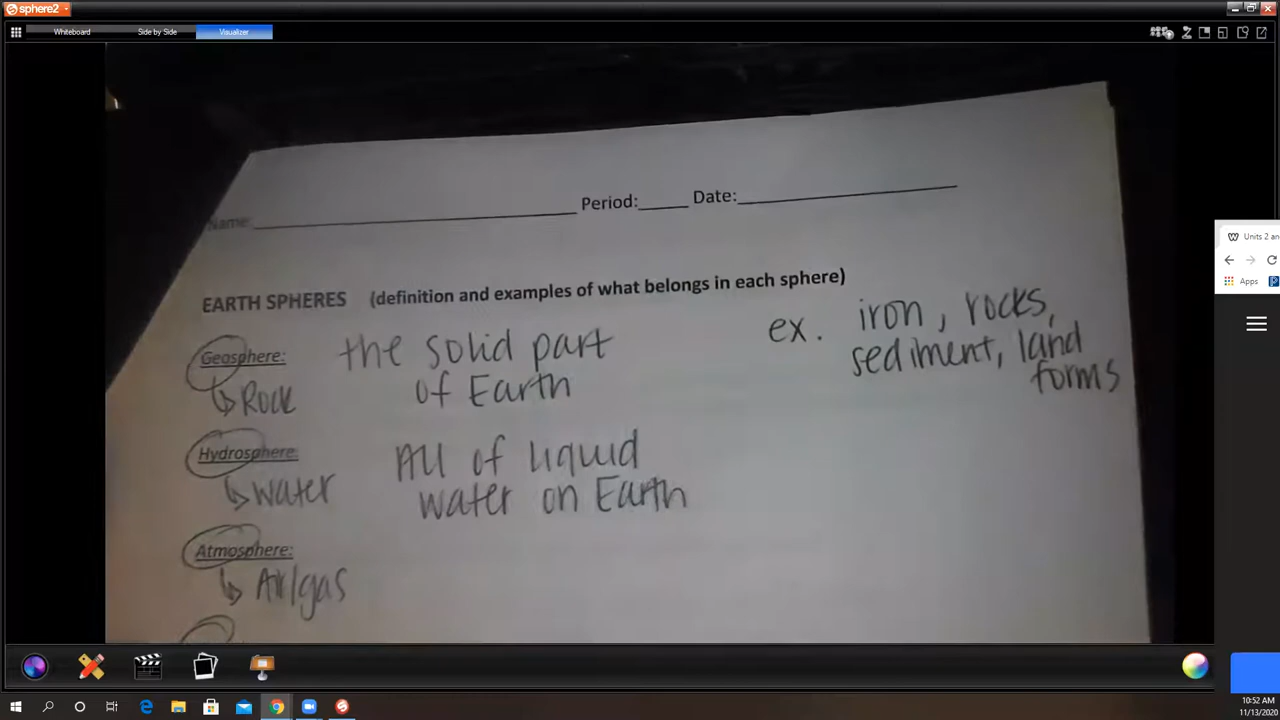 sphere2
Whiteboard Side by Side Visualizer
Name: Period: Date:
EARTH SPHERES (definition and examples of what belongs in each sphere)
Geosphere: the solid part ex. iron, rocks,
↳ Rock of Earth sediment, land
forms
Hydrosphere: All of liquid
↳ water water on Earth
Atmosphere:
↳ Air/gas
Units 2 an
Apps
10:52 AM
11/13/2020